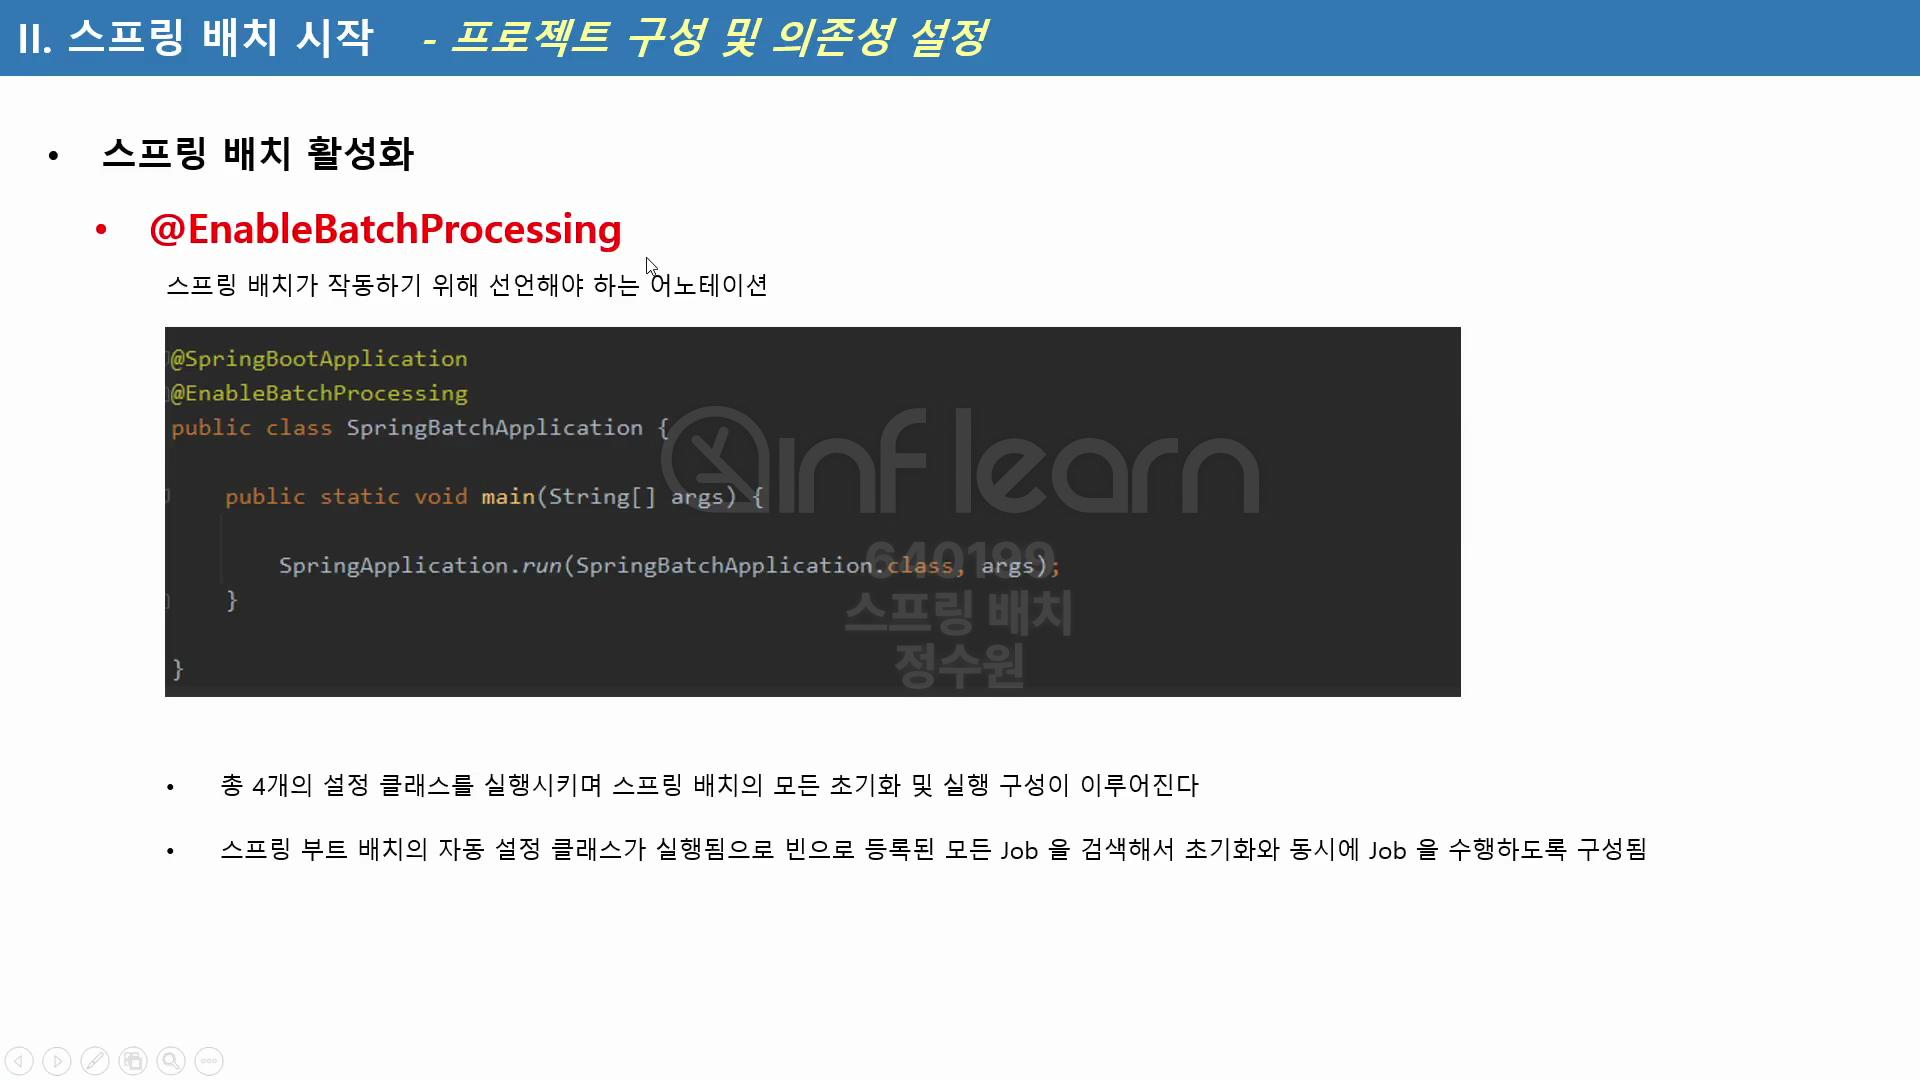 II. 스프링 배치 시작 - 프로젝트 구성 및 의존성 설정
• 스프링 배치 활성화
• @EnableBatchProcessing
스프링 배치가 작동하기 위해 선언해야 하는 어노테이션
@SpringBootApplication
@EnableBatchProcessing
public class SpringBatchApplication {
public static void main(String[] args) {
SpringApplication.run(SpringBatchApplication.class, args);
}
}
inflearn
640199
스프링 배치
정수원
• 총 4개의 설정 클래스를 실행시키며 스프링 배치의 모든 초기화 및 실행 구성이 이루어진다
• 스프링 부트 배치의 자동 설정 클래스가 실행됨으로 빈으로 등록된 모든 Job 을 검색해서 초기화와 동시에 Job 을 수행하도록 구성됨